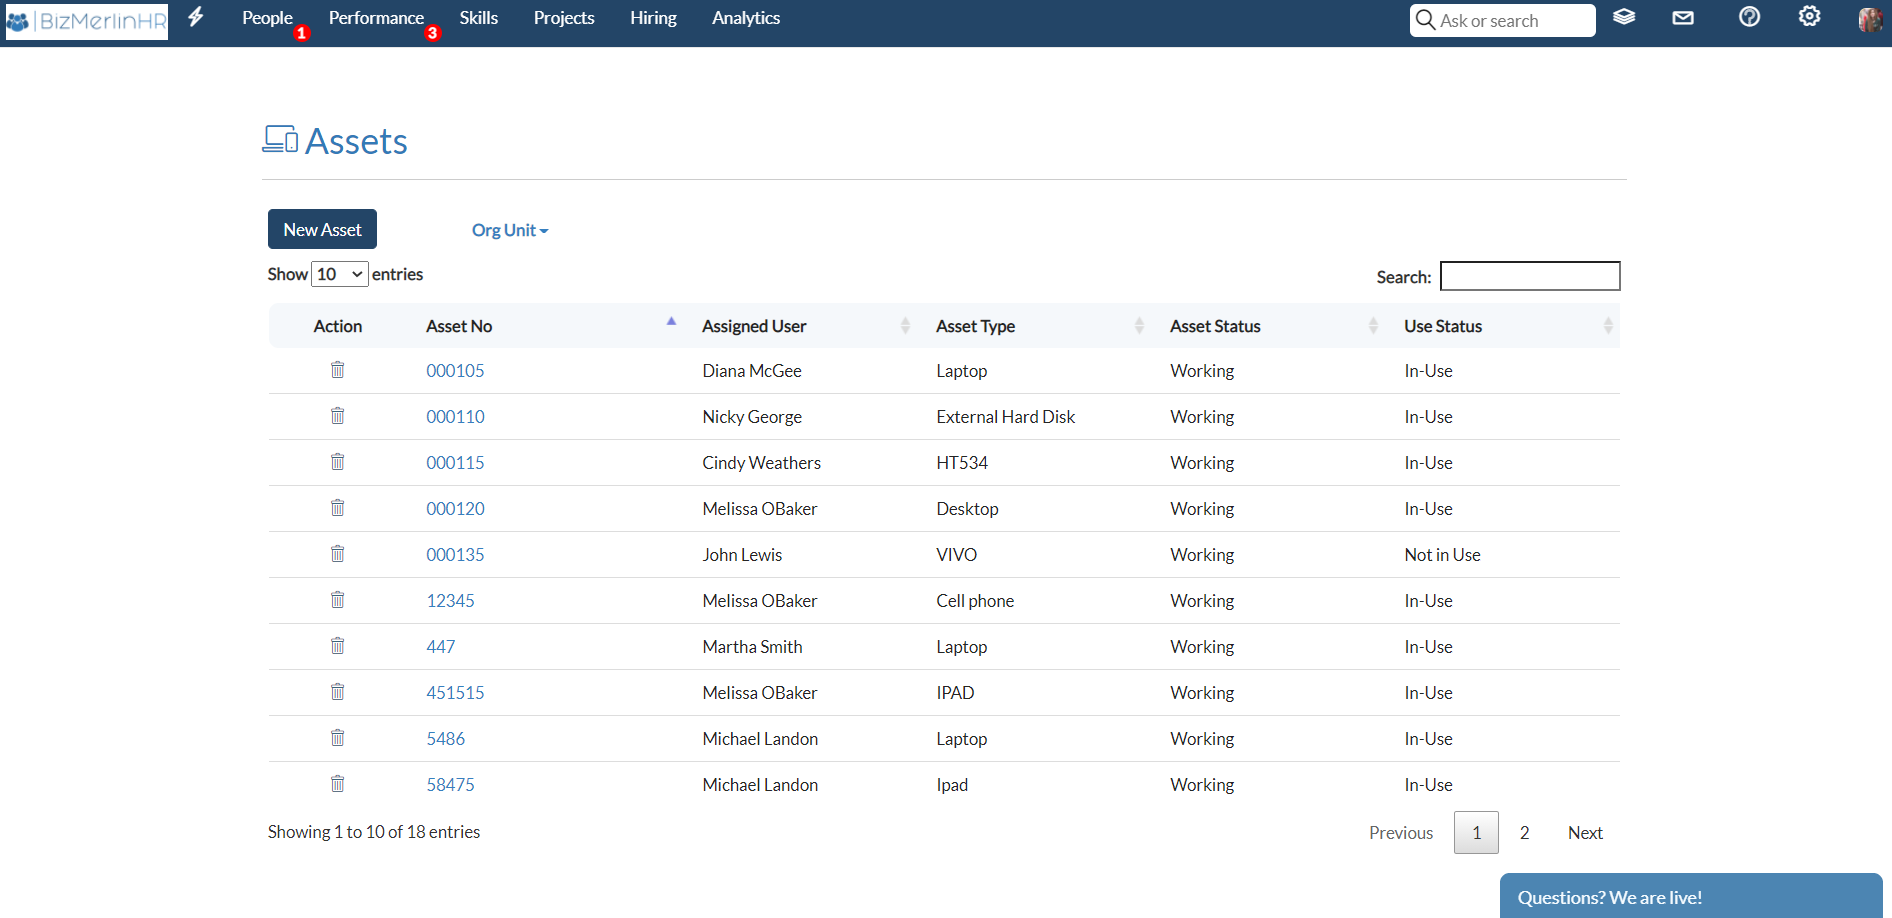 |BizMerlinHR People 1 Performance 3 Skills Projects Hiring Analytics Ask or search
Assets
New Asset Org Unit
Show 10 entries Search:
Action Asset No Assigned User Asset Type Asset Status Use Status
000105 Diana McGee Laptop Working In-Use
000110 Nicky George External Hard Disk Working In-Use
000115 Cindy Weathers HT534 Working In-Use
000120 Melissa OBaker Desktop Working In-Use
000135 John Lewis VIVO Working Not in Use
12345 Melissa OBaker Cell phone Working In-Use
447 Martha Smith Laptop Working In-Use
451515 Melissa OBaker IPAD Working In-Use
5486 Michael Landon Laptop Working In-Use
58475 Michael Landon Ipad Working In-Use
Showing 1 to 10 of 18 entries Previous 1 2 Next
Questions? We are live!